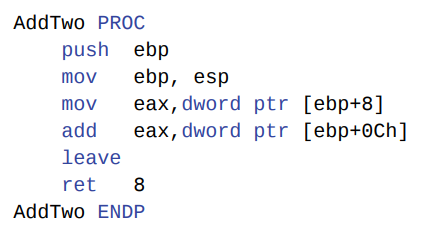 AddTwo PROC
    push  ebp
    mov   ebp, esp
    mov   eax,dword ptr [ebp+8]
    add   eax,dword ptr [ebp+0Ch]
    leave
    ret   8
AddTwo ENDP